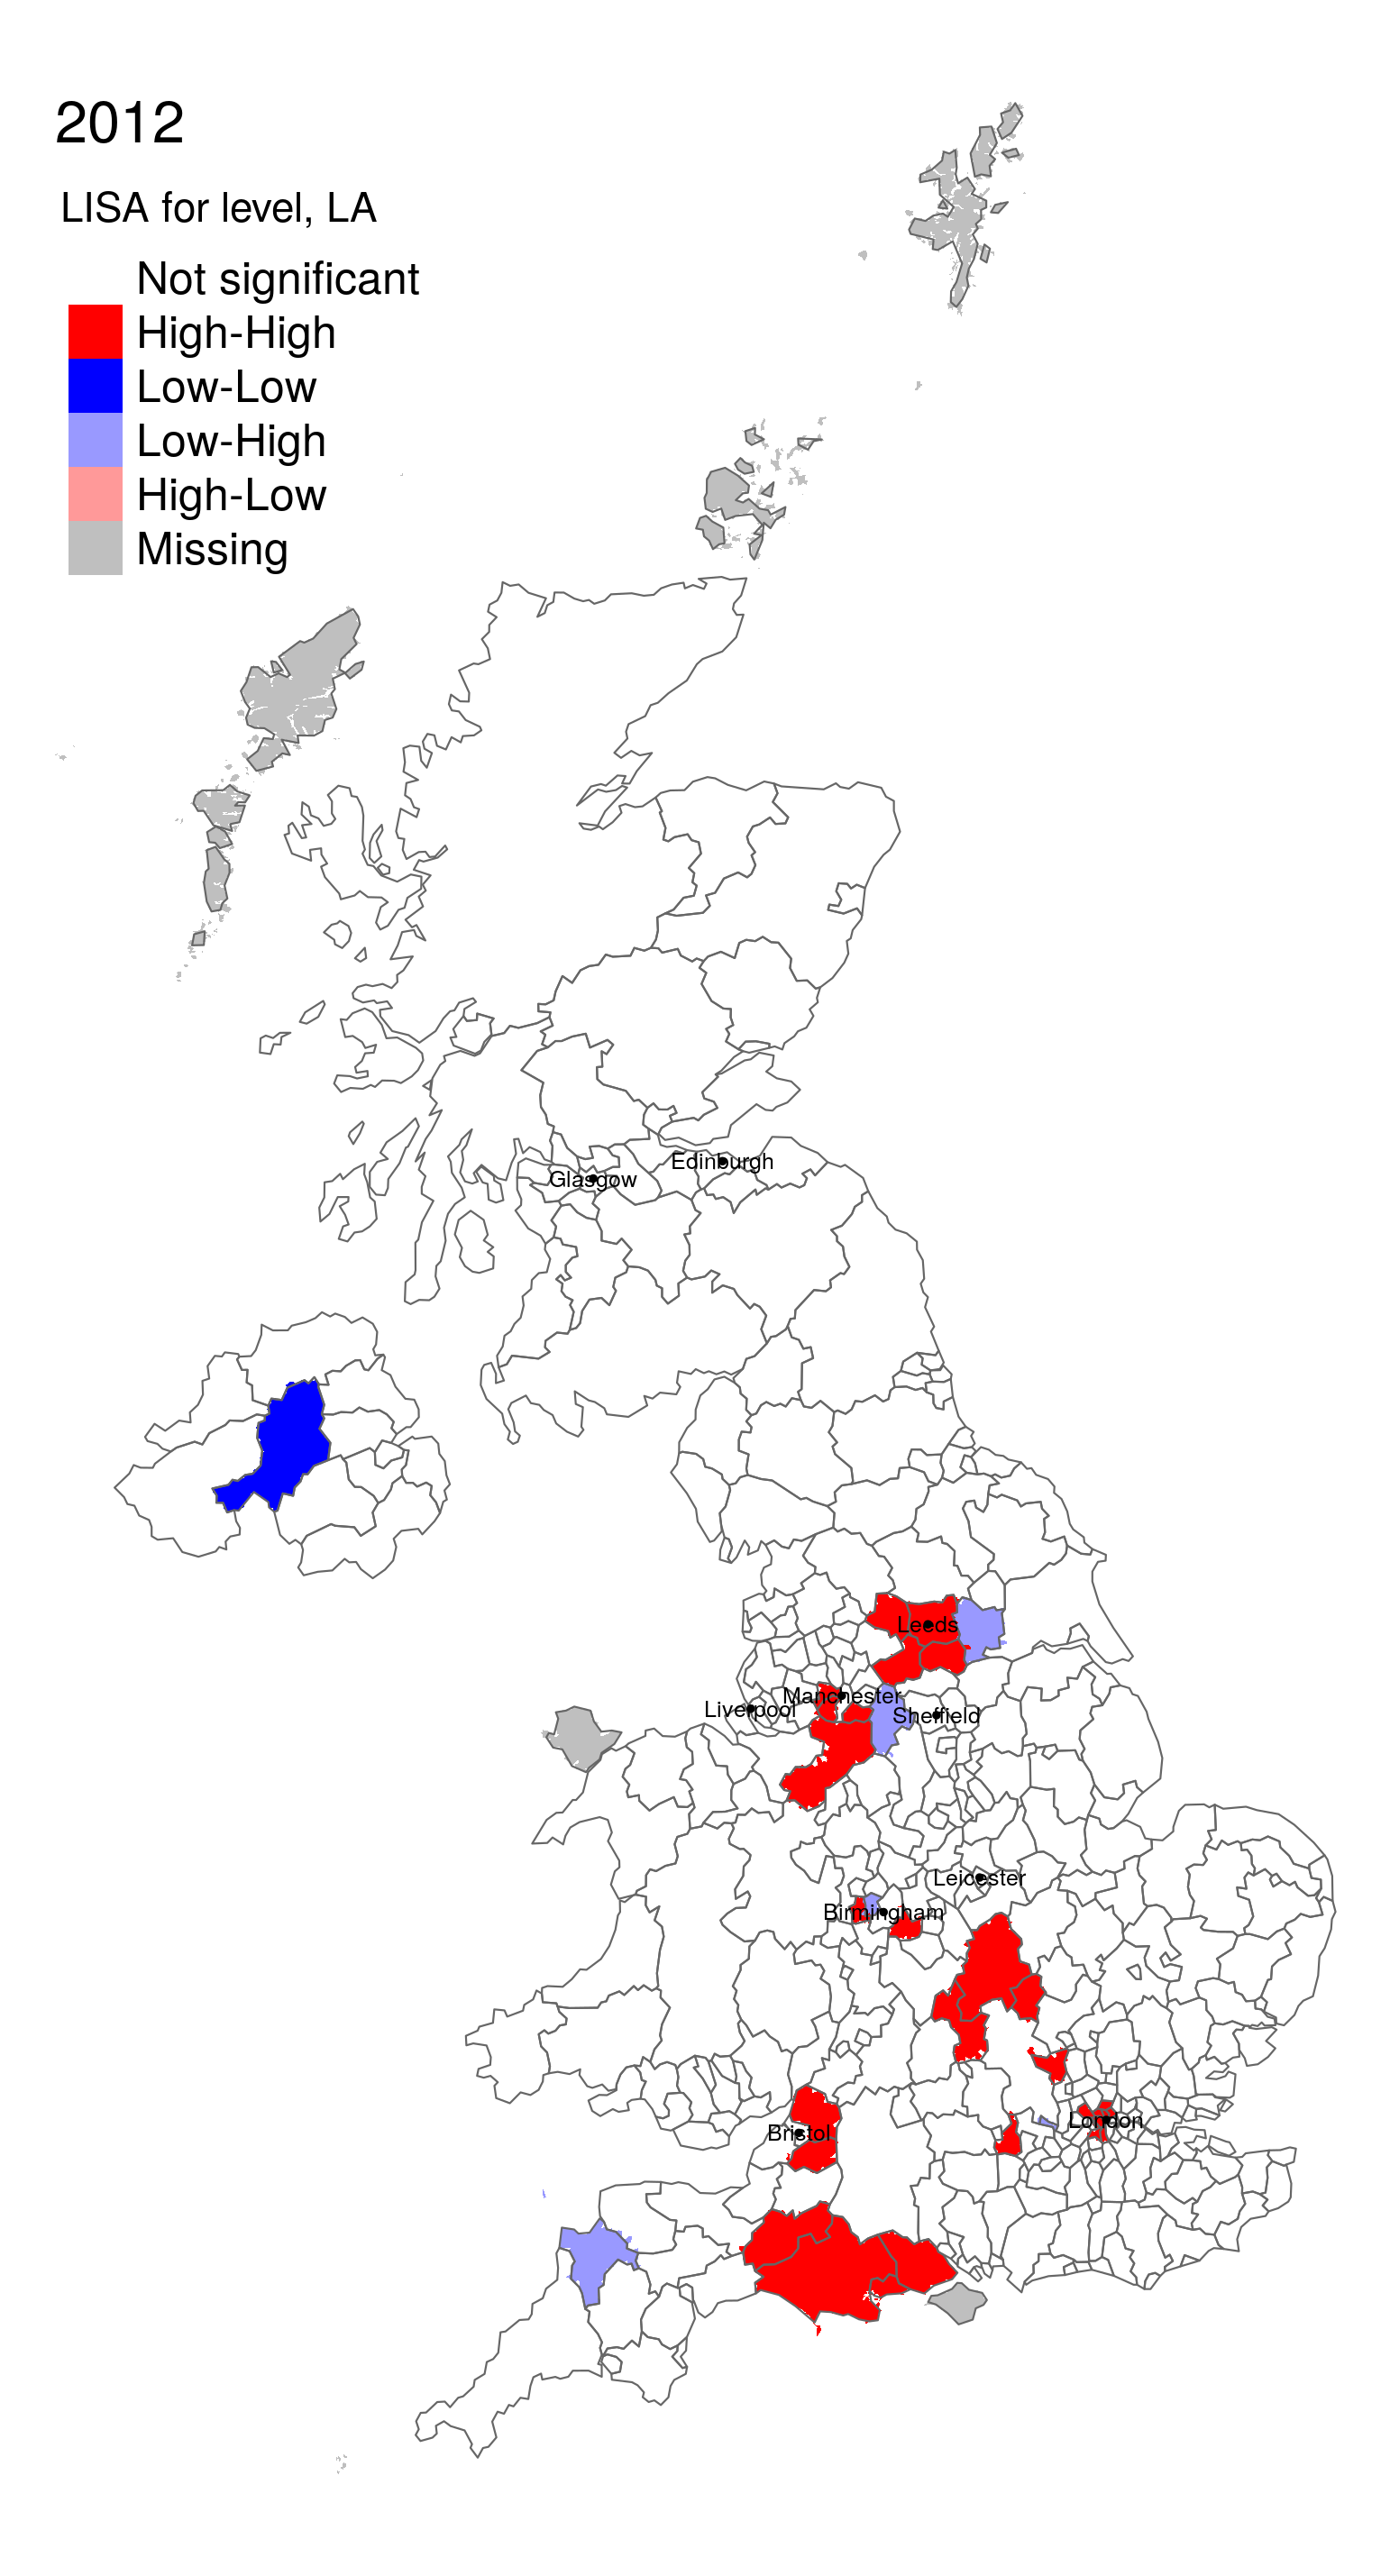 2012
LISA for level, LA
Not significant
High-High
Low-Low
Low-High
High-Low
Missing
Edinburgh
Glasgow
Leeds
Manchester
Liverpool
Sheffield
Leicester
Birmingham
London
Bristol